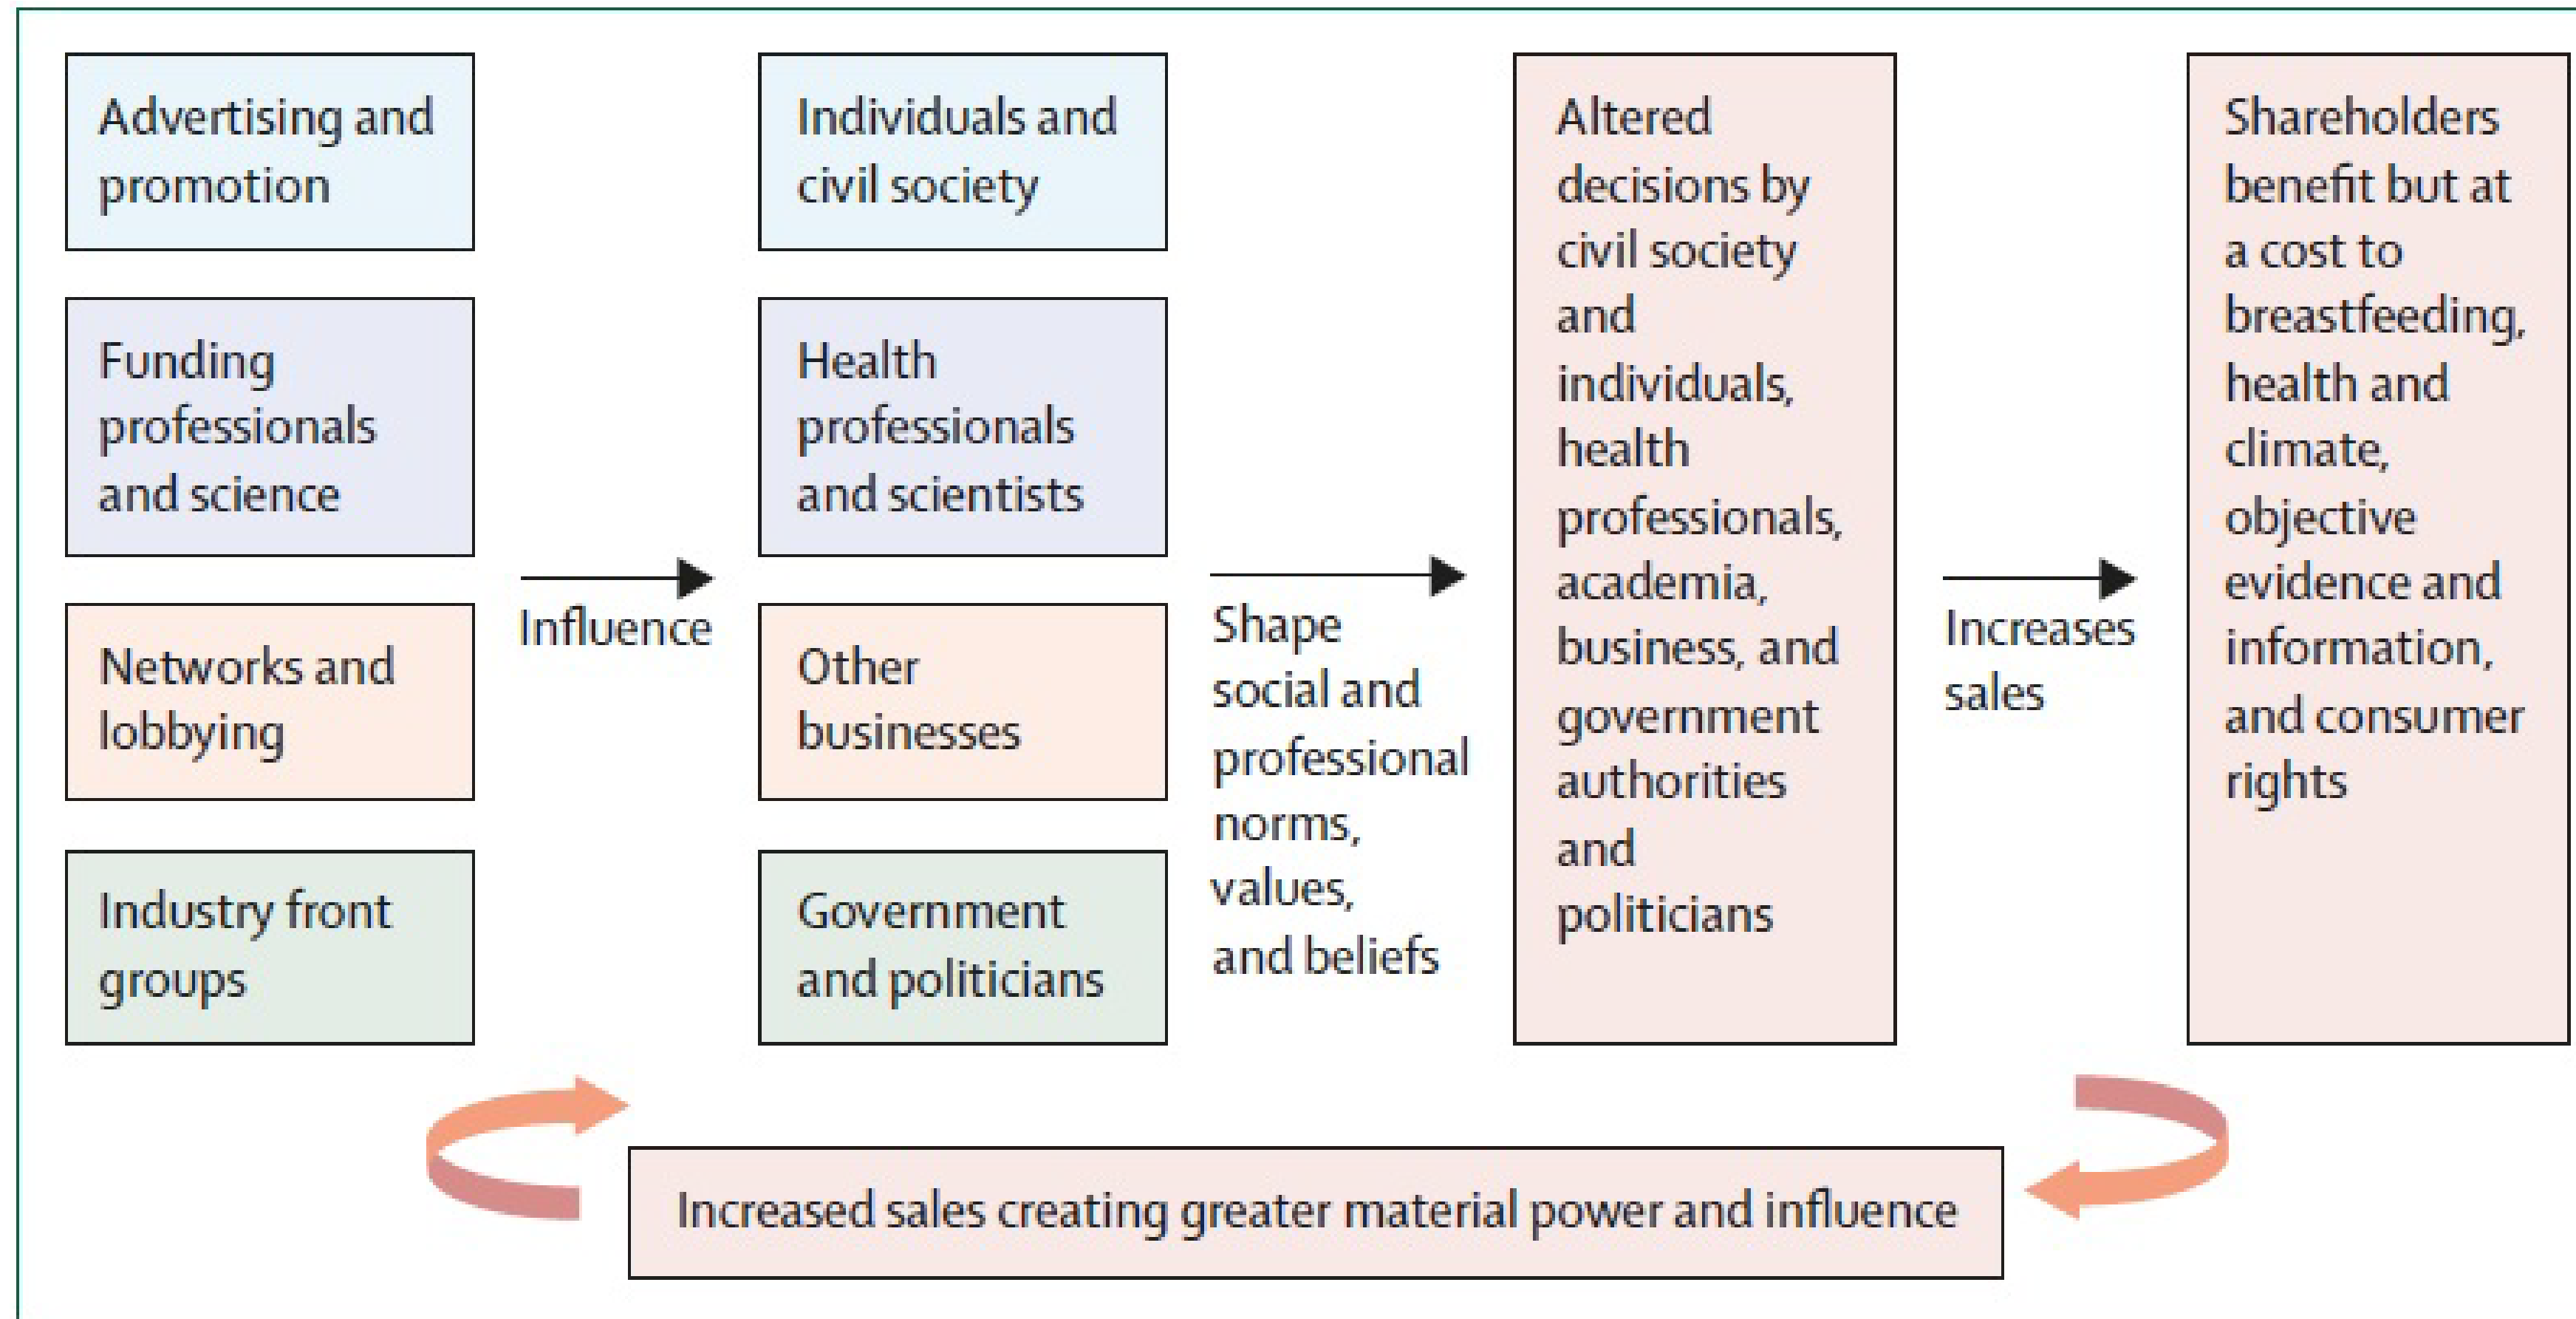 Advertising and
promotion
Funding
professionals
and science
Networks and
lobbying
Industry front
groups
Influence
Individuals and
civil society
Health
professionals
and scientists
Other
businesses
Government
and politicians
Shape
social and
professional
norms,
values,
and beliefs
Altered
decisions by
civil society
and
individuals,
health
professionals,
academia,
business, and
government
authorities
and
politicians
Increases
sales
Shareholders
benefit but at
a cost to
breastfeeding,
health and
climate,
objective
evidence and
information,
and consumer
rights
Increased sales creating greater material power and influence